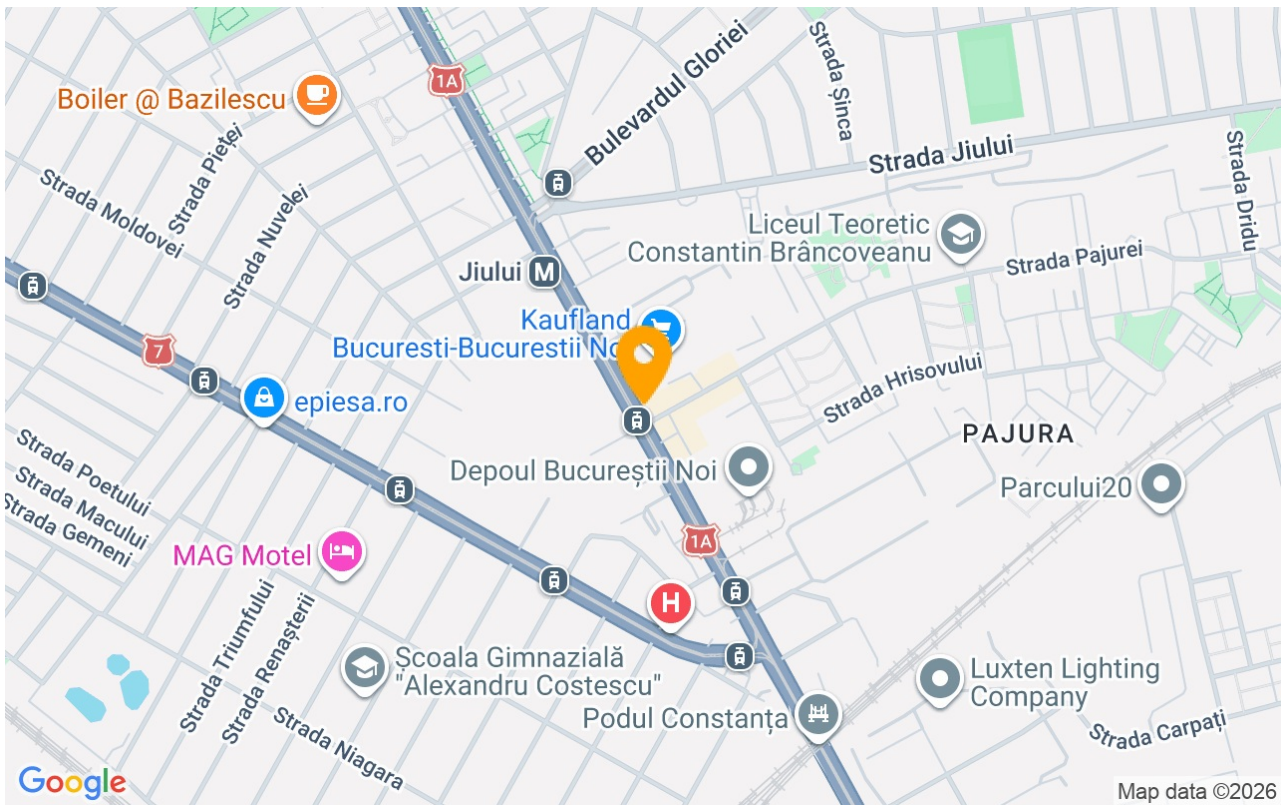 1A
Bulevardul Gloriei
Strada Șinca
Boiler @ Bazilescu
Strada Pieței
Strada Jiului
Strada Dridu
Strada Moldovei
Strada Nuvelei
Liceul Teoretic
Constantin Brâncoveanu
Strada Pajurei
Jiului M
Kaufland
Bucuresti-Bucurestii
7
epiesa.ro
Strada Hrisovului
PAJURA
Strada Poetului
Strada Macului
Strada Gemeni
Depoul Bucureștii Noi
Parcului20
1A
MAG Motel
H
Strada Triumfului
Strada Renașterii
Școala Gimnazială
"Alexandru Costescu"
Luxten Lighting
Company
Podul Constanța
Strada Carpați
Strada Niagara
Google
Map data ©2026